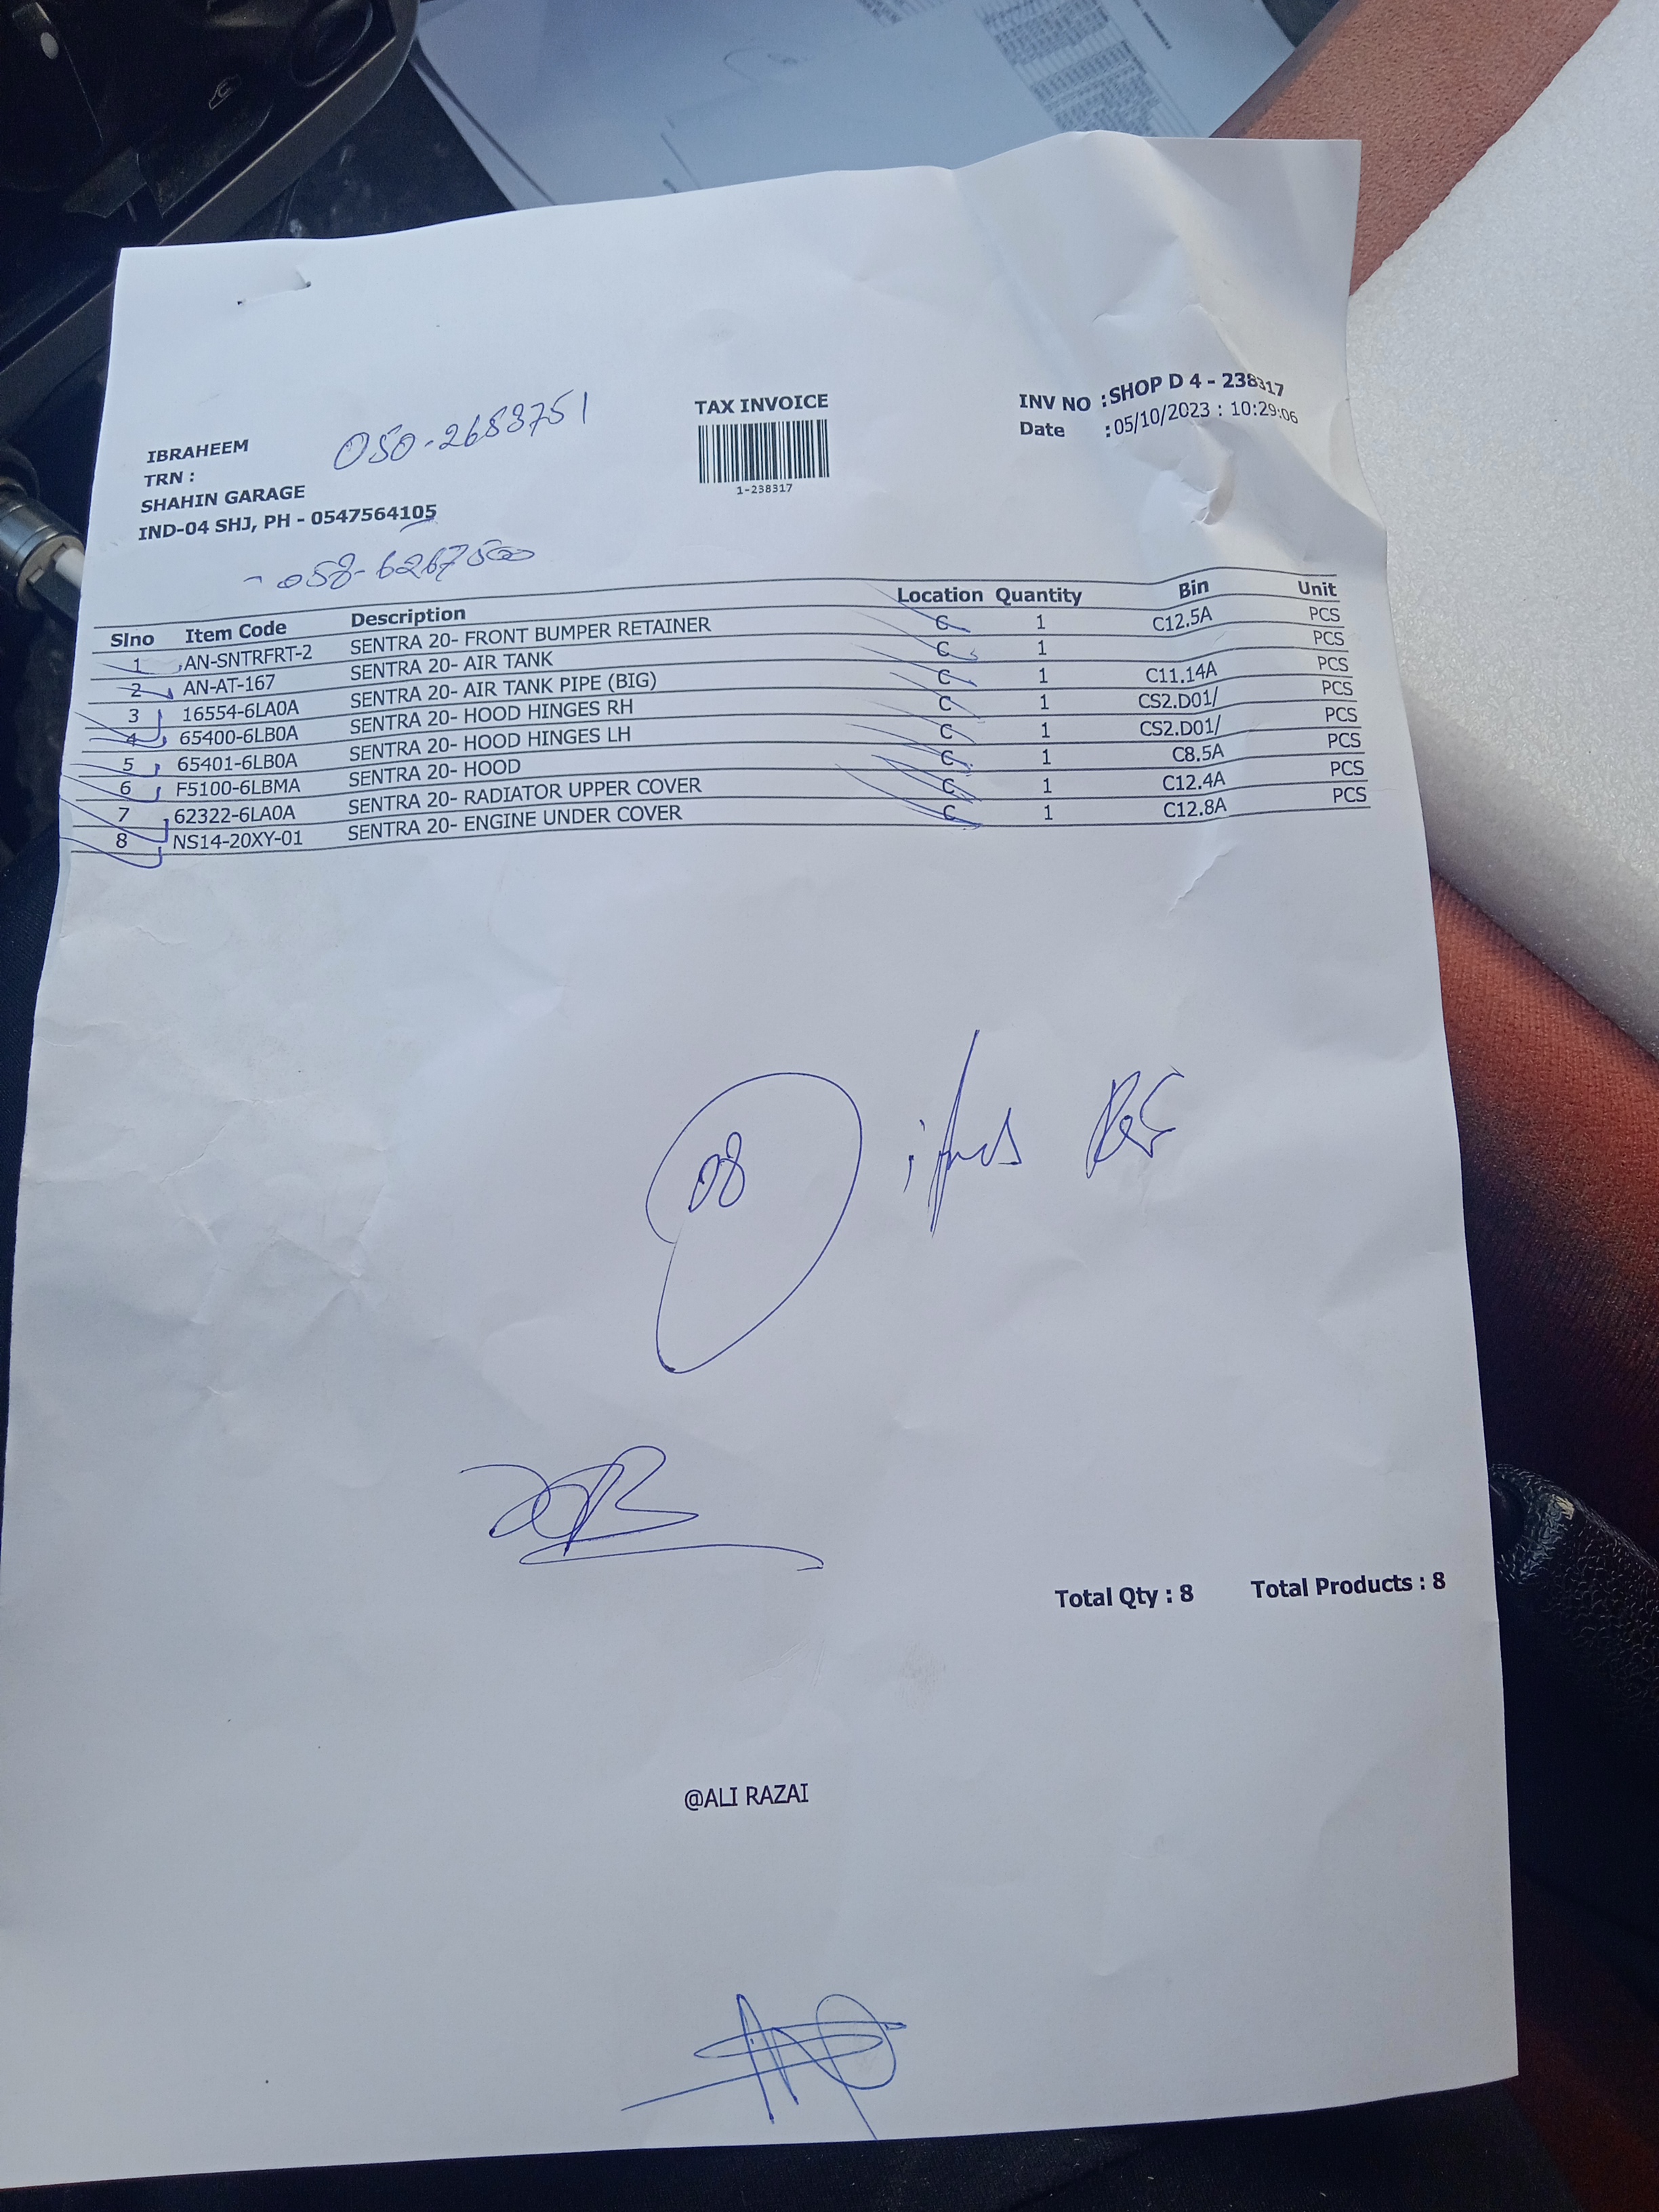 TAX INVOICE
INV NO : SHOP D 4 - 238317
Date : 05/10/2023 : 10:29:06
1-238317
IBRAHEEM
050-2688751
TRN :
SHAHIN GARAGE
IND-04 SHJ, PH - 0547564105
- 058-6267500
Slno Item Code Description Location Quantity Bin Unit
1 AN-SNTRFRT-2 SENTRA 20- FRONT BUMPER RETAINER C 1 C12.5A PCS
2 AN-AT-167 SENTRA 20- AIR TANK C 1 PCS
3 16554-6LA0A SENTRA 20- AIR TANK PIPE (BIG) C 1 C11.14A PCS
4 65400-6LB0A SENTRA 20- HOOD HINGES RH C 1 CS2.D01/ PCS
5 65401-6LB0A SENTRA 20- HOOD HINGES LH C 1 CS2.D01/ PCS
6 F5100-6LBMA SENTRA 20- HOOD C 1 C8.5A PCS
7 62322-6LA0A SENTRA 20- RADIATOR UPPER COVER C 1 C12.4A PCS
8 NS14-20XY-01 SENTRA 20- ENGINE UNDER COVER C 1 C12.8A PCS
08
Total Qty : 8 Total Products : 8
@ALI RAZAI